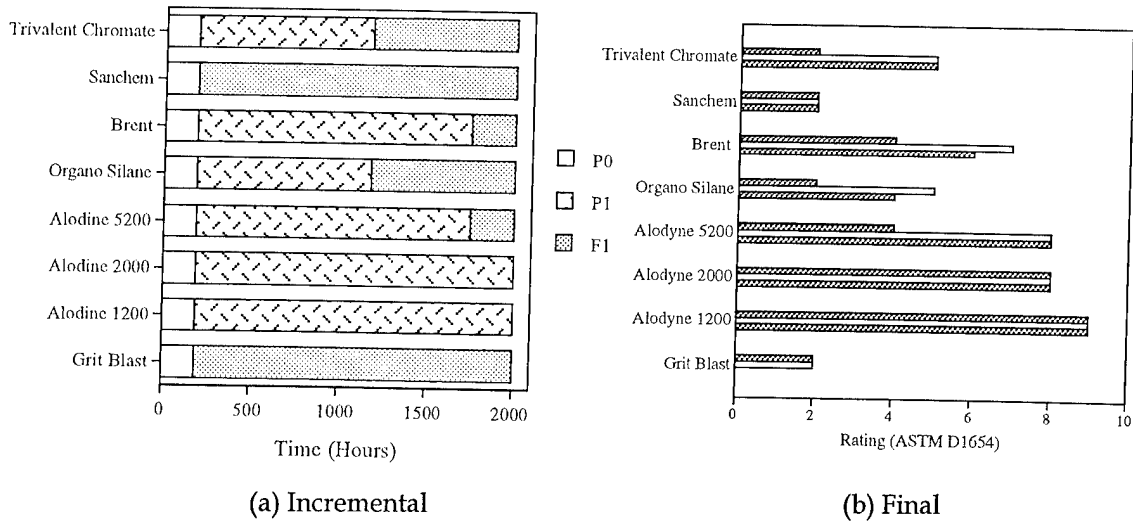 Trivalent Chromate
Sanchem
Brent
Organo Silane
Alodine 5200
Alodine 2000
Alodine 1200
Grit Blast
0 500 1000 1500 2000
Time (Hours)
P0
P1
F1
(a) Incremental
Trivalent Chromate
Sanchem
Brent
Organo Silane
Alodyne 5200
Alodyne 2000
Alodyne 1200
Grit Blast
0 2 4 6 8 10
Rating (ASTM D1654)
(b) Final